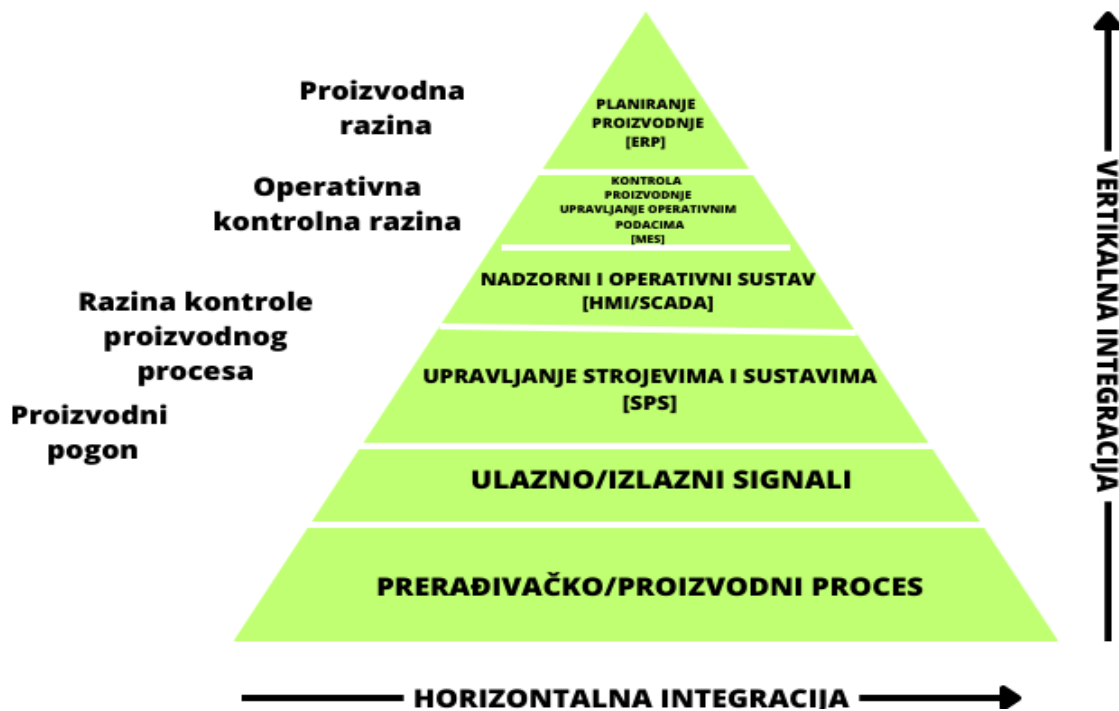 Proizvodna
razina
PLANIRANJE
PROIZVODNJE
[ERP]
Operativna
kontrolna razina
KONTROLA
PROIZVODNJE
UPRAVLJANJE OPERATIVNIM
PODACIMA
[MES]
Razina kontrole
proizvodnog
procesa
NADZORNI I OPERATIVNI SUSTAV
[HMI/SCADA]
Proizvodni
pogon
UPRAVLJANJE STROJEVIMA I SUSTAVIMA
[SPS]
ULAZNO/IZLAZNI SIGNALI
PRERAĐIVAČKO/PROIZVODNI PROCES
VERTIKALNA INTEGRACIJA
HORIZONTALNA INTEGRACIJA